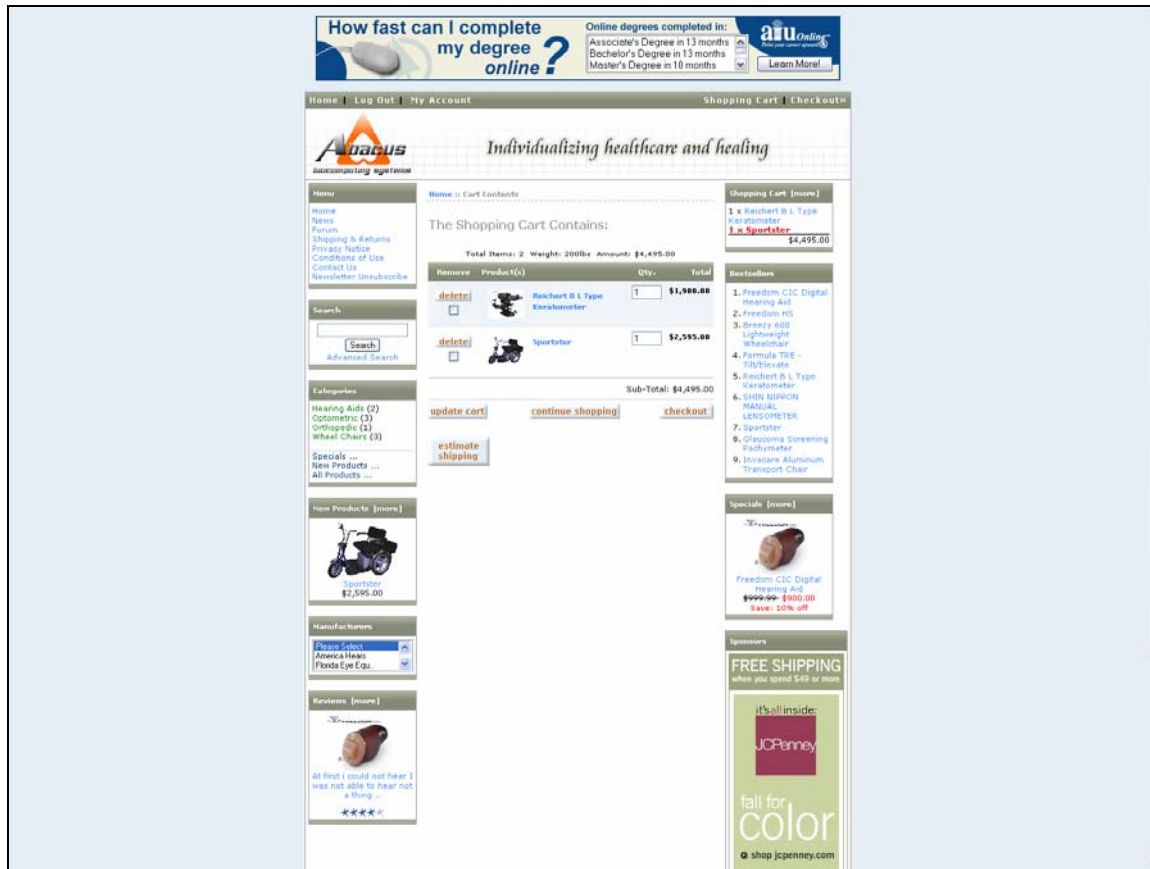 How fast can I complete
my degree
online ?
Online degrees completed in:
Associate's Degree in 13 months
Bachelor's Degree in 13 months
Master's Degree in 10 months
aiu Online
Learn More!
Home | Log Out | My Account
Shopping Cart | Checkout»
Abacus
Individualizing healthcare and healing
Menu
Home
News
Forum
Shipping & Returns
Privacy Notice
Conditions of Use
Contact Us
Newsletter Unsubscribe
Search
Search
Advanced Search
Categories
Hearing Aids (2)
Optometric (3)
Orthopedic (1)
Wheel Chairs (3)
Specials ...
New Products ...
All Products ...
New Products [more]
Sportster
$2,595.00
Manufacturers
Please Select
America Hears
Florida Eye Equ..
Reviews [more]
At first i could not hear I
was not able to hear not
a thing ..
Home :: Cart Contents
The Shopping Cart Contains:
Total Items: 2 Weight: 200lbs Amount: $4,495.00
Remove Product(s) Qty. Total
delete Reichert B L Type 1 $1,900.00
Keratometer
delete Sportster 1 $2,595.00
Sub-Total: $4,495.00
update cart continue shopping checkout
estimate
shipping
Shopping Cart [more]
1 x Reichert B L Type
Keratometer
1 x Sportster
$4,495.00
Bestsellers
1. Freedom CIC Digital
Hearing Aid
2. Freedom HS
3. Breezy 600
Lightweight
Wheelchair
4. Formula TRE -
Tilt/Elevate
5. Reichert B L Type
Keratometer
6. SHIN NIPPON
MANUAL
LENSOMETER
7. Sportster
8. Glaucoma Screening
Pachymeter
9. Invacare Aluminum
Transport Chair
Specials [more]
Freedom CIC Digital
Hearing Aid
$999.99 $900.00
Save: 10% off
Sponsors
FREE SHIPPING
when you spend $49 or more
it's all inside:
JCPenney
fall for
color
shop jcpenney.com